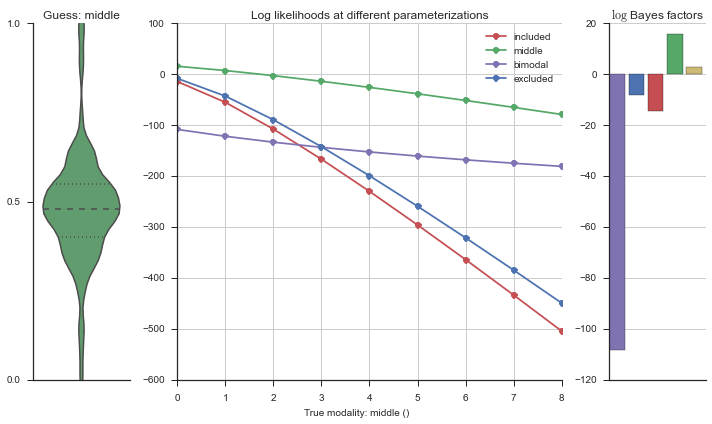 Guess: middle
1.0
0.5
0.0
Log likelihoods at different parameterizations
100
0
−100
−200
−300
−400
−500
−600
0 1 2 3 4 5 6 7 8
True modality: middle ()
included
middle
bimodal
excluded
log Bayes factors
20
0
−20
−40
−60
−80
−100
−120